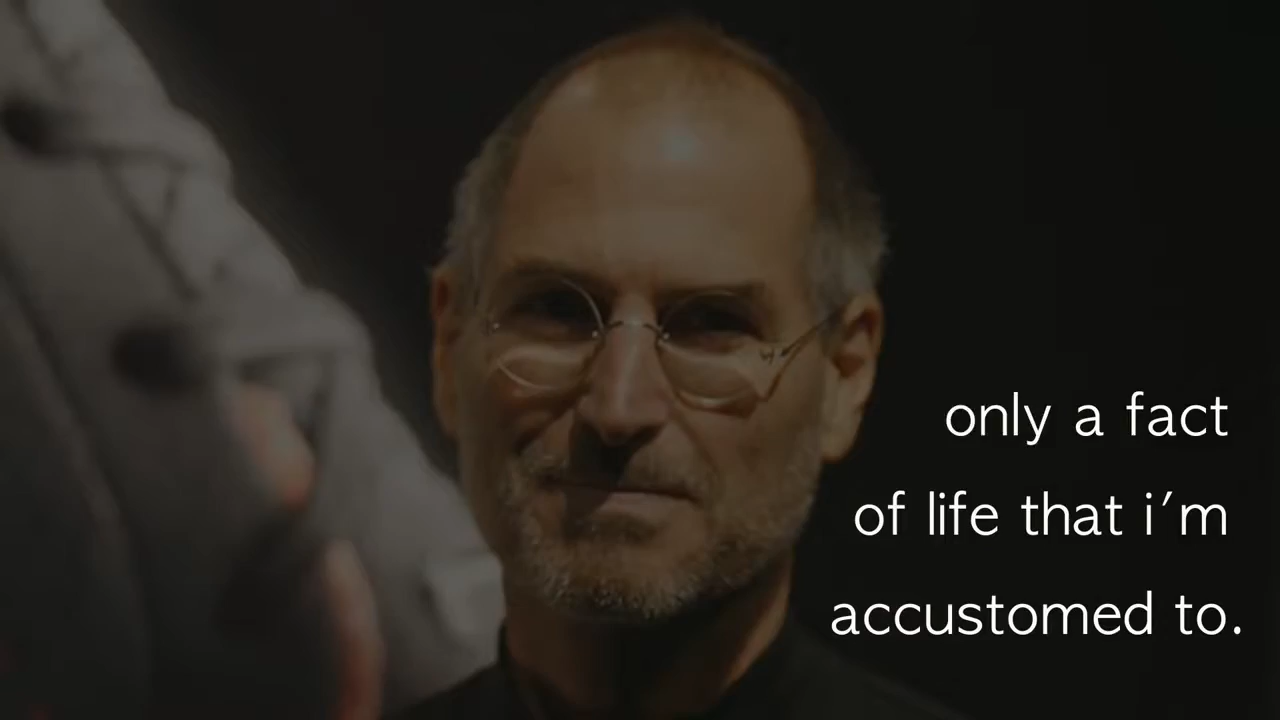 only a fact
of life that i'm
accustomed to.